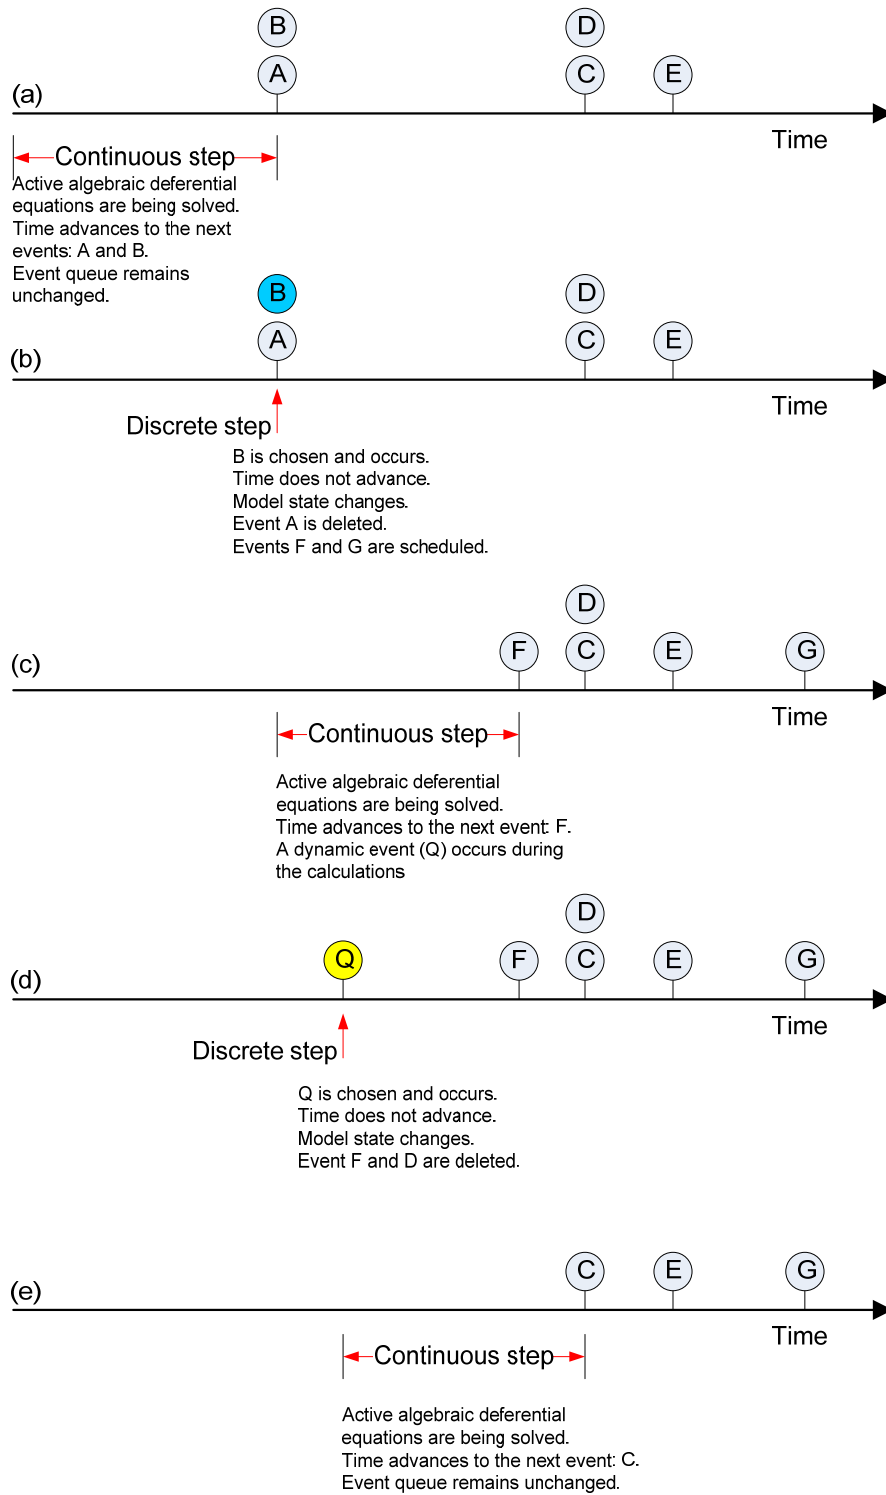 B D
(a) A C E
Time
Continuous step
Active algebraic deferential
equations are being solved.
Time advances to the next
events: A and B.
Event queue remains
unchanged.
B D
(b) A C E
Time
Discrete step
B is chosen and occurs.
Time does not advance.
Model state changes.
Event A is deleted.
Events F and G are scheduled.
D
(c) F C E G
Time
Continuous step
Active algebraic deferential
equations are being solved.
Time advances to the next event: F.
A dynamic event (Q) occurs during
the calculations
D
(d) Q F C E G
Time
Discrete step
Q is chosen and occurs.
Time does not advance.
Model state changes.
Event F and D are deleted.
(e) C E G
Time
Continuous step
Active algebraic deferential
equations are being solved.
Time advances to the next event: C.
Event queue remains unchanged.